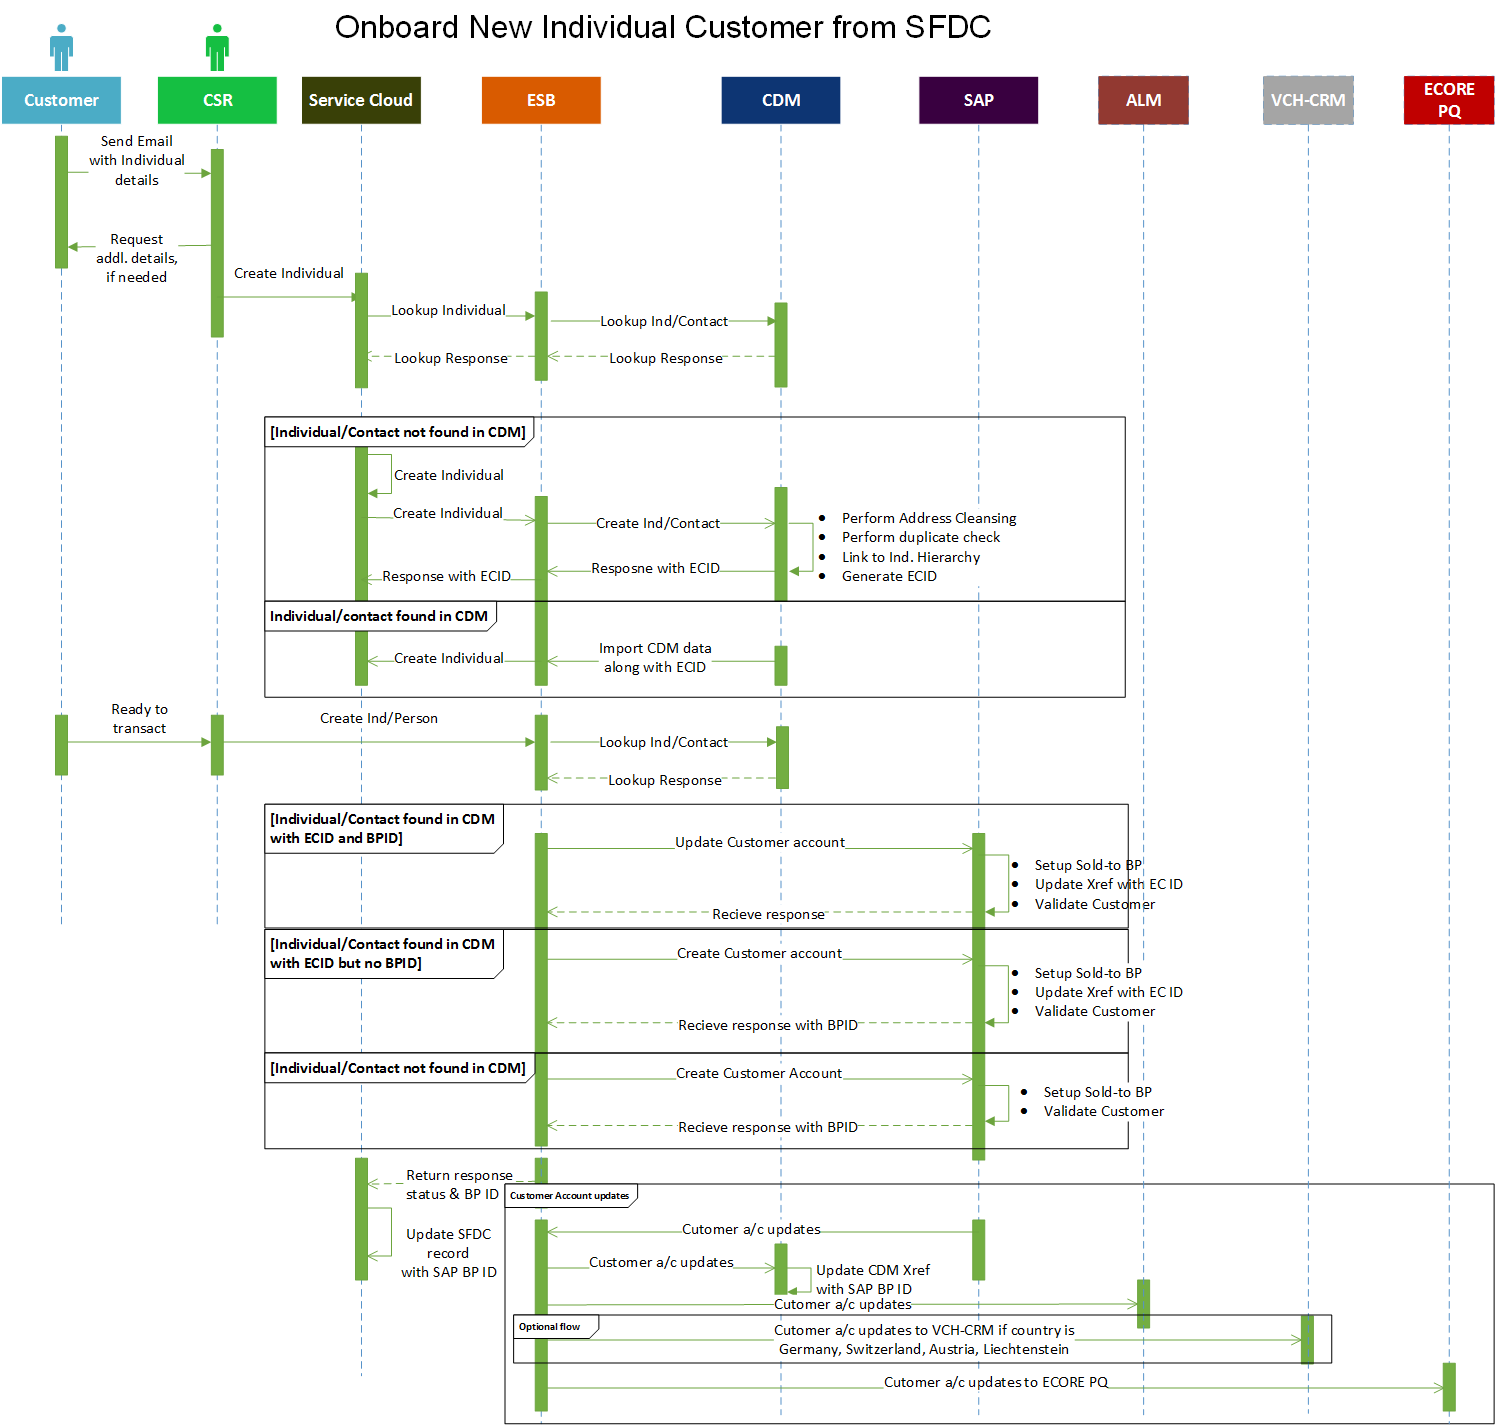 Onboard New Individual Customer from SFDC
Customer
CSR
Service Cloud
ESB
CDM
SAP
ALM
VCH-CRM
ECORE
PQ
Send Email
with Individual
details
Request
addl. details,
if needed
Create Individual
Lookup Individual
Lookup Ind/Contact
Lookup Response
Lookup Response
[Individual/Contact not found in CDM]
Create Individual
Create Individual
Create Ind/Contact
• Perform Address Cleansing
• Perform duplicate check
• Link to Ind. Hierarchy
• Generate ECID
Response with ECID
Resposne with ECID
Individual/contact found in CDM
Create Individual
Import CDM data
along with ECID
Ready to
transact
Create Ind/Person
Lookup Ind/Contact
Lookup Response
[Individual/Contact found in CDM
with ECID and BPID]
Update Customer account
• Setup Sold-to BP
• Update Xref with ECID
• Validate Customer
Recieve response
[Individual/Contact found in CDM
with ECID but no BPID]
Create Customer account
• Setup Sold-to BP
• Update Xref with ECID
• Validate Customer
Recieve response with BPID
[Individual/Contact not found in CDM]
Create Customer Account
• Setup Sold-to BP
• Validate Customer
Recieve response with BPID
Return response
status & BP ID
Customer Account updates
Update SFDC
record
with SAP BP ID
Cutomer a/c updates
Customer a/c updates
Update CDM Xref
with SAP BP ID
Cutomer a/c updates
Optional flow
Cutomer a/c updates to VCH-CRM if country is
Germany, Switzerland, Austria, Liechtenstein
Cutomer a/c updates to ECORE PQ